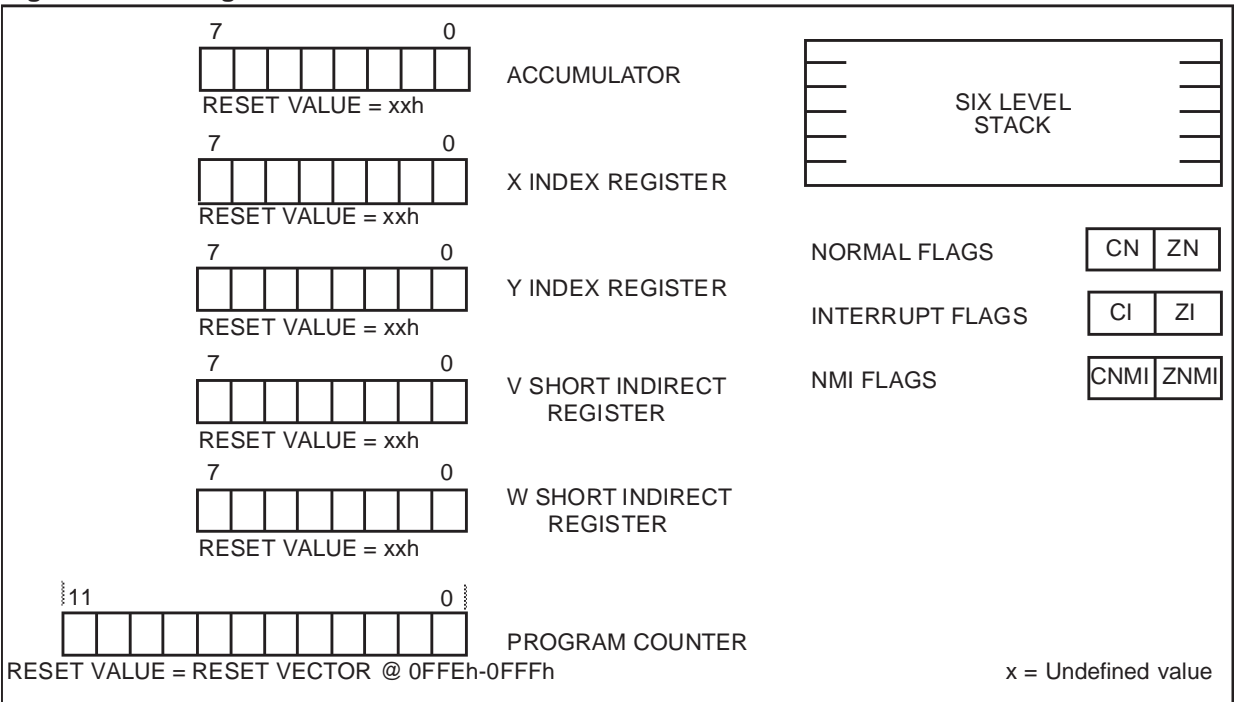 7 0
ACCUMULATOR
RESET VALUE = xxh
7 0
X INDEX REGISTER
RESET VALUE = xxh
7 0
Y INDEX REGISTER
RESET VALUE = xxh
7 0
V SHORT INDIRECT
REGISTER
RESET VALUE = xxh
7 0
W SHORT INDIRECT
REGISTER
RESET VALUE = xxh
11 0
PROGRAM COUNTER
RESET VALUE = RESET VECTOR @ 0FFEh-0FFFh
SIX LEVEL
STACK
NORMAL FLAGS CN ZN
INTERRUPT FLAGS CI ZI
NMI FLAGS CNMI ZNMI
x = Undefined value